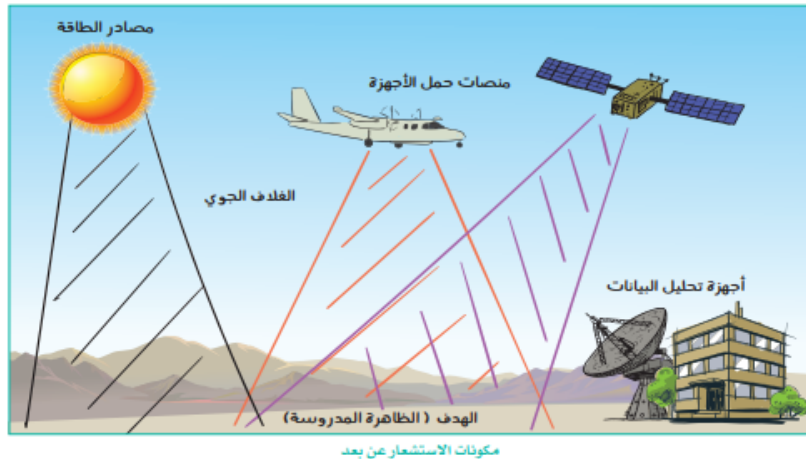 مصادر الطاقة
منصات حمل الأجهزة
الغلاف الجوي
أجهزة تحليل البيانات
الهدف (الظاهرة المدروسة)
مكونات الاستشعار عن بعد